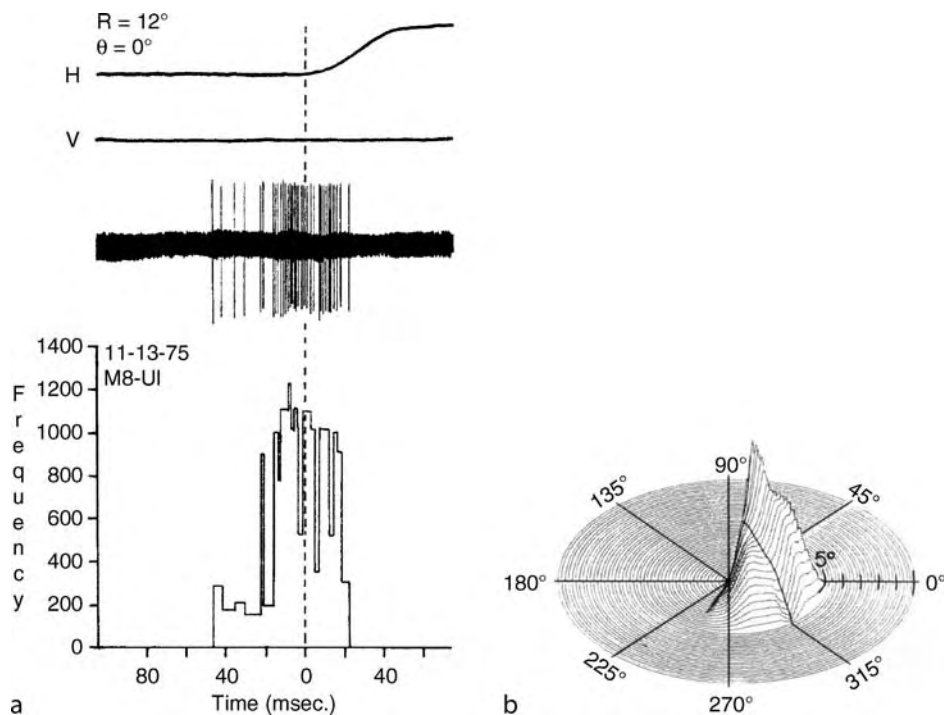 R = 12°
θ = 0°
H
V
1400
1200
1000
800
600
400
200
0
Frequency
11-13-75
M8-UI
80 40 0 40
Time (msec.)
a
90°
135°
45°
5°
180°
0°
225°
315°
270°
b